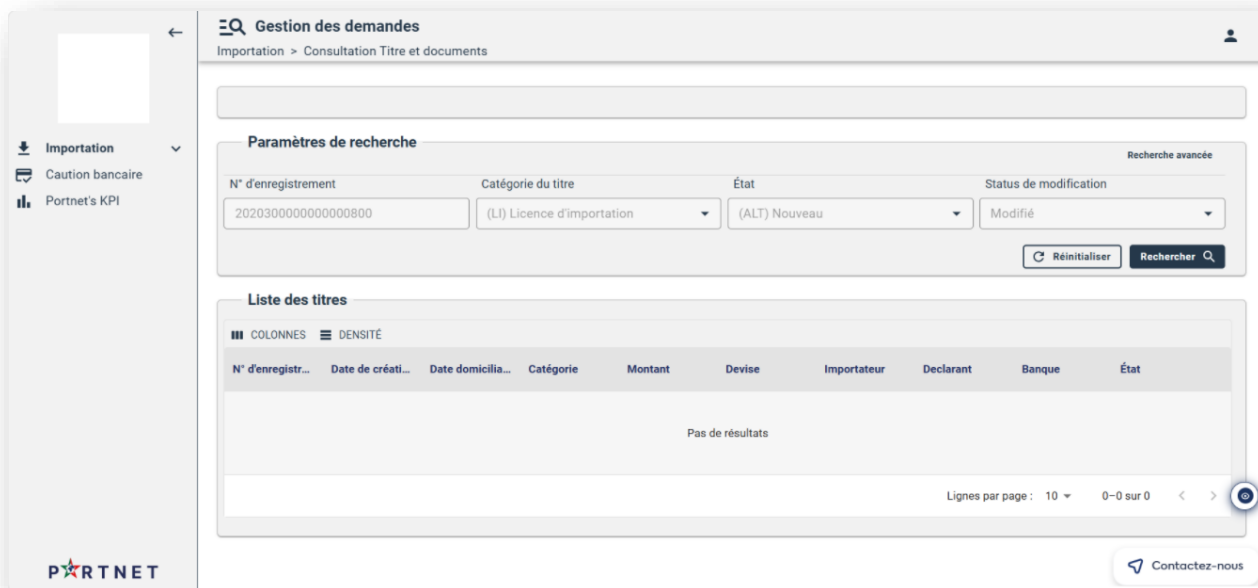 Gestion des demandes
Importation > Consultation Titre et documents
Importation
Caution bancaire
Portnet's KPI
Paramètres de recherche
Recherche avancée
N° d'enregistrement Catégorie du titre État Status de modification
2020300000000000800 (LI) Licence d'importation (ALT) Nouveau Modifié
Réinitialiser Rechercher
Liste des titres
COLONNES DENSITÉ
N° d'enregistr... Date de créati... Date domicilia... Catégorie Montant Devise Importateur Declarant Banque État
Pas de résultats
Lignes par page : 10 0–0 sur 0
PORTNET
Contactez-nous